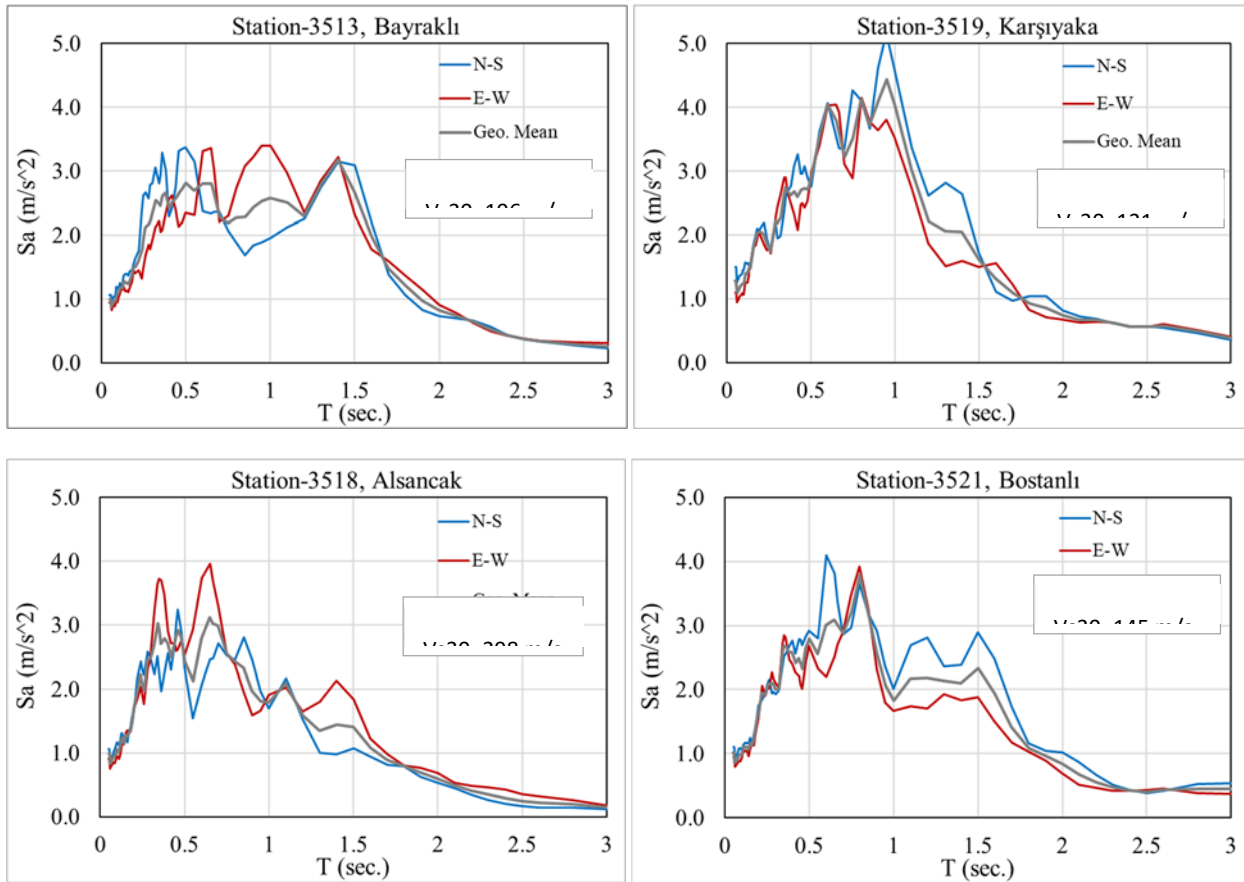 Station-3513, Bayraklı
Sa (m/s^2)
5.0
4.0
3.0
2.0
1.0
0.0
N-S
E-W
Geo. Mean
0 0.5 1 1.5 2 2.5 3
T (sec.)
Station-3519, Karşıyaka
Sa (m/s^2)
5.0
4.0
3.0
2.0
1.0
0.0
N-S
E-W
Geo. Mean
0 0.5 1 1.5 2 2.5 3
T (sec.)
Station-3518, Alsancak
Sa (m/s^2)
5.0
4.0
3.0
2.0
1.0
0.0
N-S
E-W
0 0.5 1 1.5 2 2.5 3
T (sec.)
Station-3521, Bostanlı
Sa (m/s^2)
5.0
4.0
3.0
2.0
1.0
0.0
N-S
E-W
0 0.5 1 1.5 2 2.5 3
T (sec.)